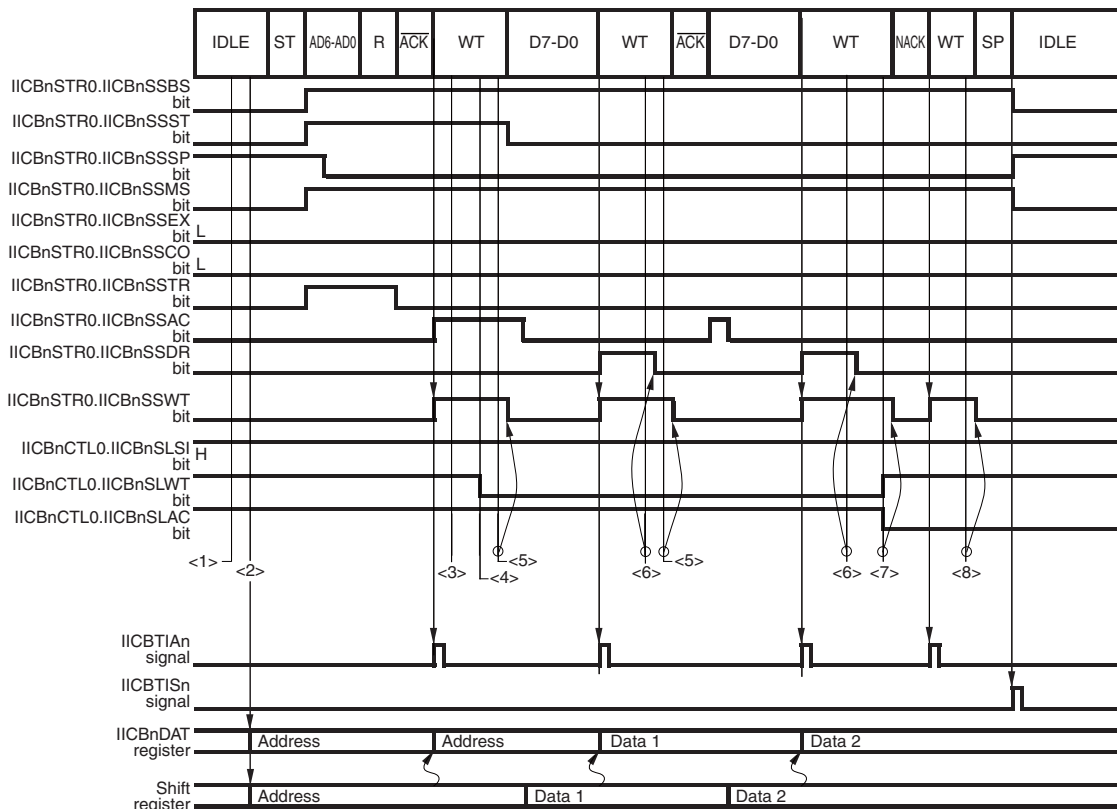 IDLE ST AD6-AD0 R ACK WT D7-D0 WT ACK D7-D0 WT NACK WT SP IDLE
IICBnSTR0.IICBnSSBS
bit
IICBnSTR0.IICBnSSST
bit
IICBnSTR0.IICBnSSSP
bit
IICBnSTR0.IICBnSSMS
bit
IICBnSTR0.IICBnSSEX
bit L
IICBnSTR0.IICBnSSCO
bit L
IICBnSTR0.IICBnSSTR
bit
IICBnSTR0.IICBnSSAC
bit
IICBnSTR0.IICBnSSDR
bit
IICBnSTR0.IICBnSSWT
bit
IICBnCTL0.IICBnSLSI
bit H
IICBnCTL0.IICBnSLWT
bit
IICBnCTL0.IICBnSLAC
bit
<1> <2> <3> <4> <5> <6> <5> <6> <7> <8>
IICBTIAn
signal
IICBTISn
signal
IICBnDAT
register
Address Address Data 1 Data 2
Shift
register
Address Data 1 Data 2